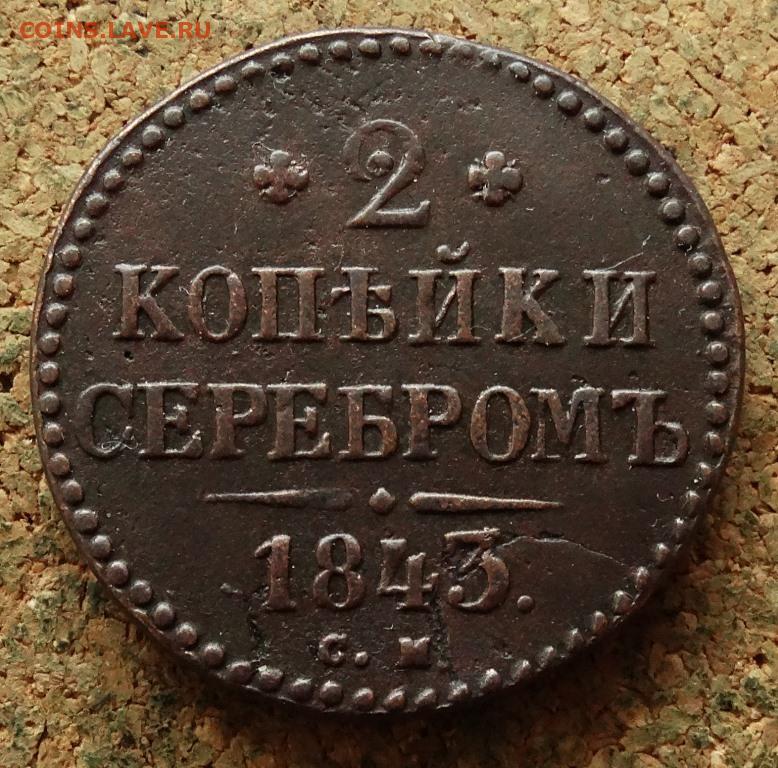 COINS.LAVE.RU
2
КОПѢЙКИ
СЕРЕБРОМЪ
1843.
С. М